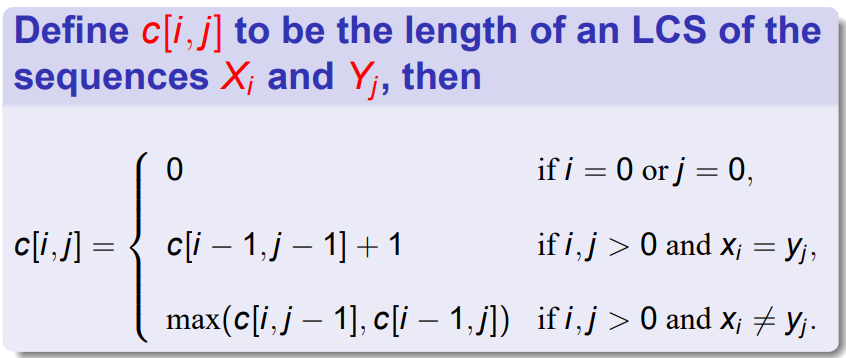 Define c[i, j] to be the length of an LCS of the
sequences Xᵢ and Yⱼ, then
0 if i = 0 or j = 0,
c[i, j] = { c[i − 1, j − 1] + 1 if i, j > 0 and xᵢ = yⱼ,
max(c[i, j − 1], c[i − 1, j]) if i, j > 0 and xᵢ ≠ yⱼ.